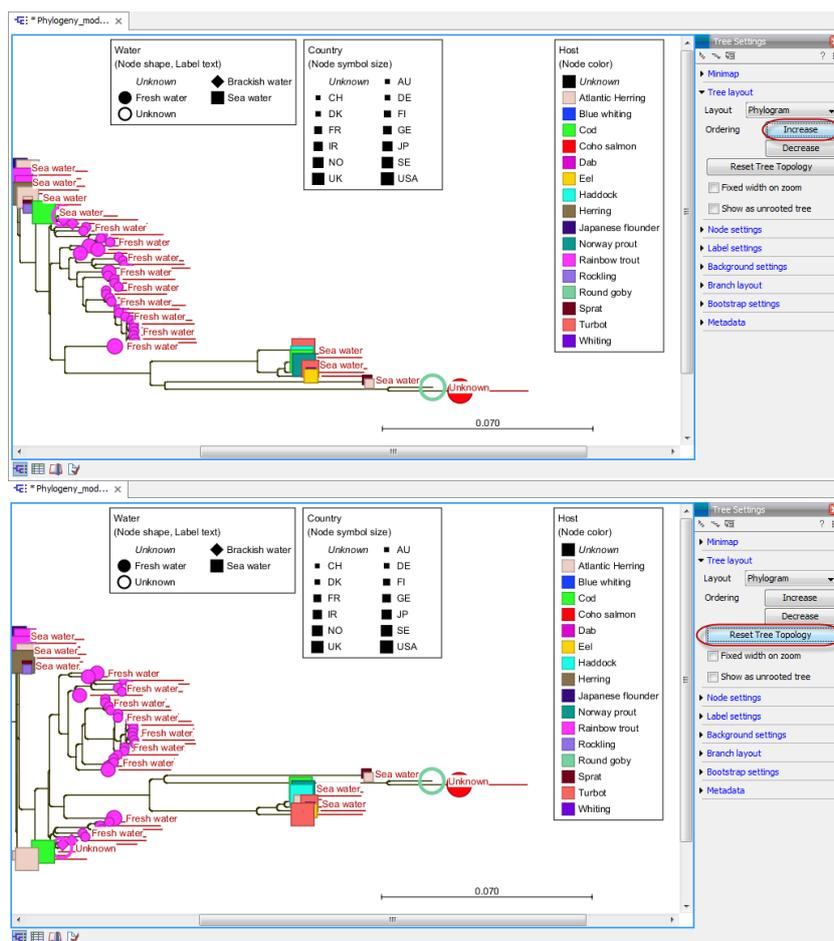 * Phylogeny_mod... ×
Tree Settings
Water
(Node shape, Label text)
Unknown
Brackish water
Fresh water
Sea water
Unknown
Country
(Node symbol size)
Unknown
AU
CH
DE
DK
FI
FR
GE
IR
JP
NO
SE
UK
USA
Host
(Node color)
Unknown
Atlantic Herring
Blue whiting
Cod
Coho salmon
Dab
Eel
Haddock
Herring
Japanese flounder
Norway prout
Rainbow trout
Rockling
Round goby
Sprat
Turbot
Whiting
?
Minimap
Tree layout
Layout Phylogram
Ordering Increase
Decrease
Reset Tree Topology
Fixed width on zoom
Show as unrooted tree
Node settings
Label settings
Background settings
Branch layout
Bootstrap settings
Metadata
Sea water
Sea water
Sea water
Sea water
Fresh water
Fresh water
Fresh water
Fresh water
Fresh water
Fresh water
Fresh water
Fresh water
Fresh water
Sea water
Sea water
Sea water
Unknown
0.070
* Phylogeny_mod... ×
Tree Settings
Water
(Node shape, Label text)
Unknown
Brackish water
Fresh water
Sea water
Unknown
Country
(Node symbol size)
Unknown
AU
CH
DE
DK
FI
FR
GE
IR
JP
NO
SE
UK
USA
Host
(Node color)
Unknown
Atlantic Herring
Blue whiting
Cod
Coho salmon
Dab
Eel
Haddock
Herring
Japanese flounder
Norway prout
Rainbow trout
Rockling
Round goby
Sprat
Turbot
Whiting
?
Minimap
Tree layout
Layout Phylogram
Ordering Increase
Decrease
Reset Tree Topology
Fixed width on zoom
Show as unrooted tree
Node settings
Label settings
Background settings
Branch layout
Bootstrap settings
Metadata
Sea water
Sea water
Sea water
Fresh water
Fresh water
Fresh water
Fresh water
Fresh water
Fresh water
Fresh water
Sea water
Unknown
Sea water
Sea water
Fresh water
Fresh water
Unknown
0.070